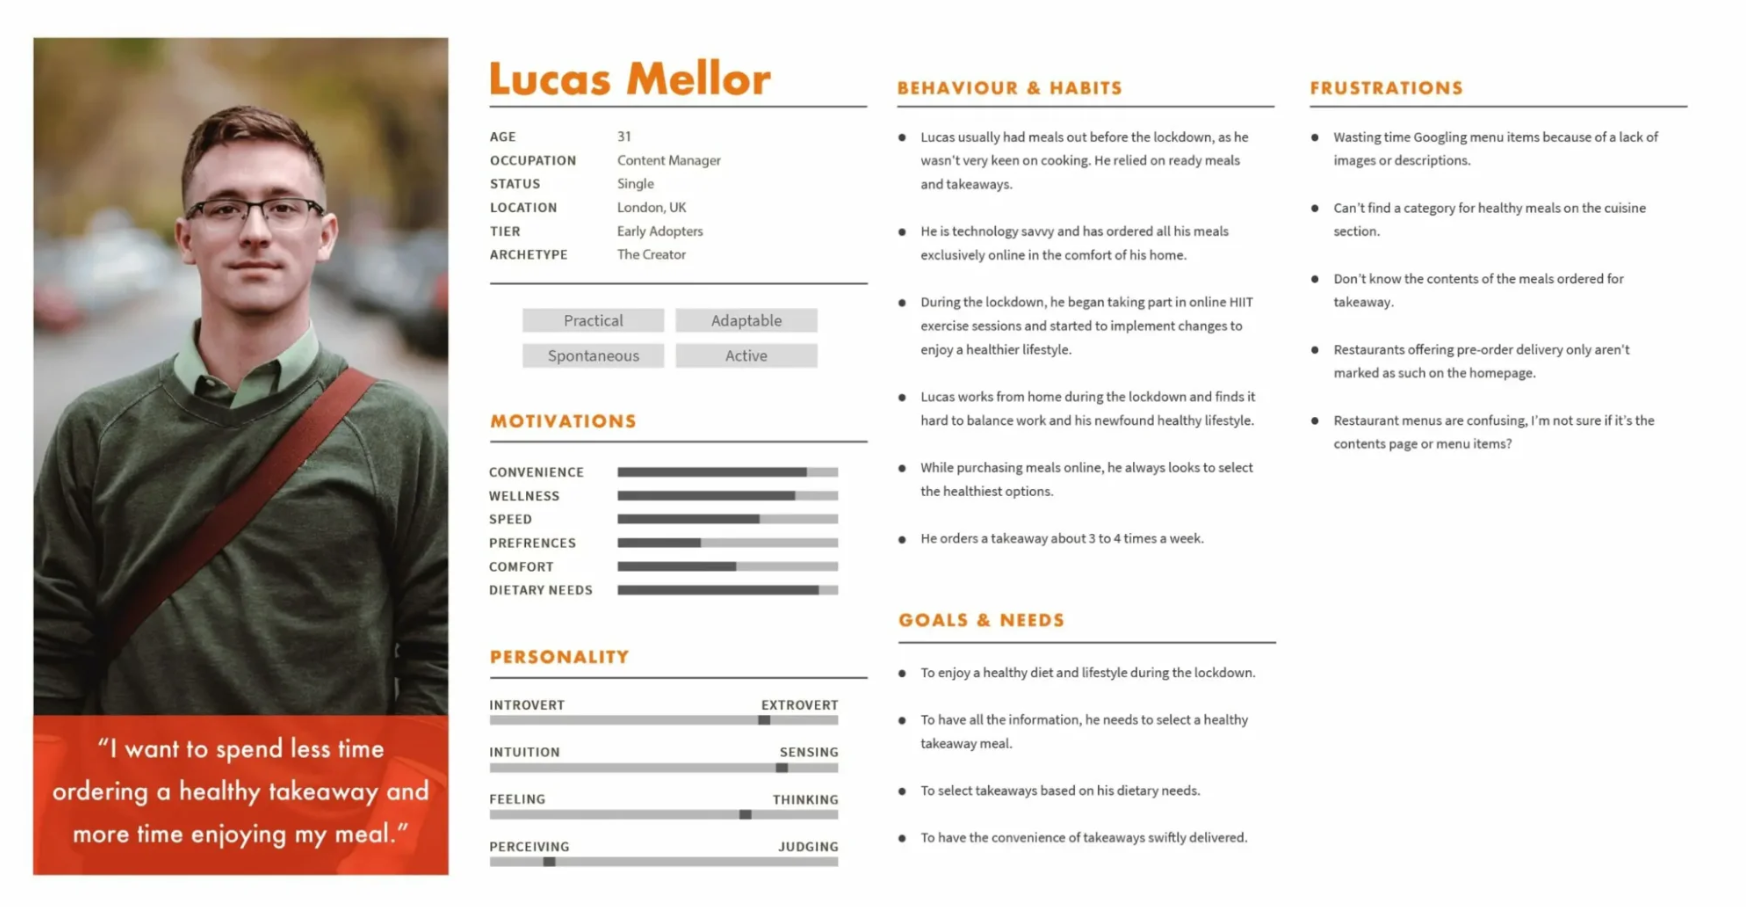 Lucas Mellor
AGE 31
OCCUPATION Content Manager
STATUS Single
LOCATION London, UK
TIER Early Adopters
ARCHETYPE The Creator
Practical Adaptable
Spontaneous Active
MOTIVATIONS
CONVENIENCE
WELLNESS
SPEED
PREFRENCES
COMFORT
DIETARY NEEDS
PERSONALITY
INTROVERT EXTROVERT
INTUITION SENSING
FEELING THINKING
PERCEIVING JUDGING
“I want to spend less time
ordering a healthy takeaway and
more time enjoying my meal.”
BEHAVIOUR & HABITS
● Lucas usually had meals out before the lockdown, as he
wasn't very keen on cooking. He relied on ready meals
and takeaways.
● He is technology savvy and has ordered all his meals
exclusively online in the comfort of his home.
● During the lockdown, he began taking part in online HIIT
exercise sessions and started to implement changes to
enjoy a healthier lifestyle.
● Lucas works from home during the lockdown and finds it
hard to balance work and his newfound healthy lifestyle.
● While purchasing meals online, he always looks to select
the healthiest options.
● He orders a takeaway about 3 to 4 times a week.
GOALS & NEEDS
● To enjoy a healthy diet and lifestyle during the lockdown.
● To have all the information, he needs to select a healthy
takeaway meal.
● To select takeaways based on his dietary needs.
● To have the convenience of takeaways swiftly delivered.
FRUSTRATIONS
● Wasting time Googling menu items because of a lack of
images or descriptions.
● Can't find a category for healthy meals on the cuisine
section.
● Don't know the contents of the meals ordered for
takeaway.
● Restaurants offering pre-order delivery only aren't
marked as such on the homepage.
● Restaurant menus are confusing, I'm not sure if it's the
contents page or menu items?